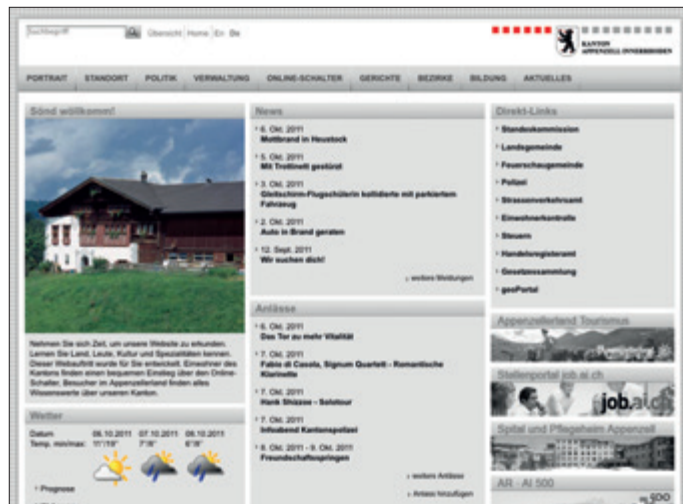 Suchbegriff
Übersicht Home En De
KANTON
APPENZELL INNERRHODEN
PORTRAIT STANDORT POLITIK VERWALTUNG ONLINE-SCHALTER GERICHTE BEZIRKE BILDUNG AKTUELLES
Sönd wöllkomm!
Nehmen Sie sich Zeit, um unsere Website zu erkunden.
Lernen Sie Land, Leute, Kultur und Spezialitäten kennen.
Dieser Webauftritt wurde für Sie entwickelt. Einwohner des
Kantons finden einen bequemen Einstieg über den Online-
Schalter, Besucher im Appenzellerland finden alles
Wissenswerte über unseren Kanton.
Wetter
Datum 06.10.2011 07.10.2011 08.10.2011
Temp. min/max: 11°/19° 7°/8° 6°/8°
Prognose
News
6. Okt. 2011
Mottbrand in Heustock
5. Okt. 2011
Mit Trottinett gestürzt
3. Okt. 2011
Gleitschirm-Flugschülerin kollidierte mit parkiertem
Fahrzeug
2. Okt. 2011
Auto in Brand geraten
12. Sept. 2011
Wir suchen dich!
weitere Meldungen
Anlässe
6. Okt. 2011
Das Tor zu mehr Vitalität
7. Okt. 2011
Fabio di Casola, Signum Quartett - Romantische
Klarinette
7. Okt. 2011
Hank Shizzoe - Solotour
7. Okt. 2011
Infoabend Kantonspolizei
8. Okt. 2011 - 9. Okt. 2011
Freundschaftsspringen
weitere Anlässe
Anlass hinzufügen
Direkt-Links
Standeskommission
Landsgemeinde
Feuerschaugemeinde
Polizei
Strassenverkehrsamt
Einwohnerkontrolle
Steuern
Handelsregisteramt
Gesetzessammlung
geoPortal
Appenzellerland Tourismus
Stellenportal job.ai.ch
job.ai.ch
Spital und Pflegeheim Appenzell
AR - AI 500